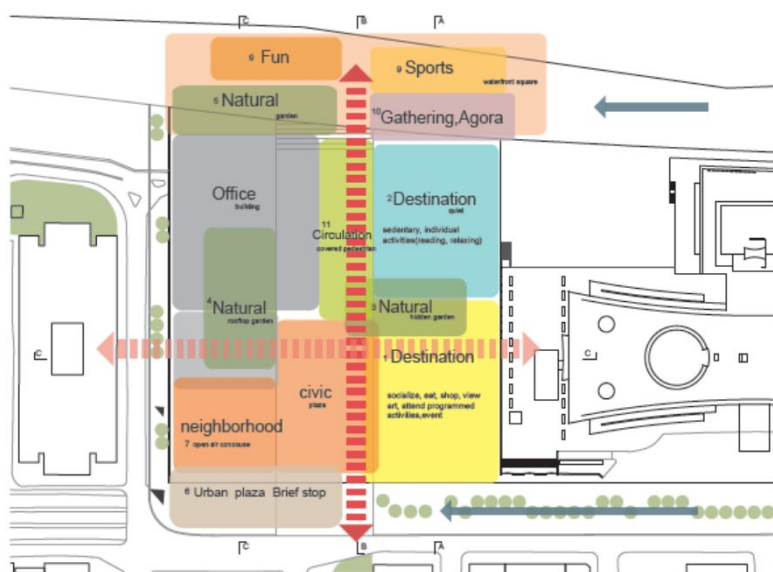 C
B
A
9 Fun
9 Sports
waterfront square
5 Natural
garden
10 Gathering,Agora
Office
building
2 Destination
quiet
11
Circulation
covered pedestrian
sedentary, individual
activities(reading, relaxing)
4 Natural
rooftop garden
3 Natural
hidden garden
C
C
1 Destination
civic
plaza
socialize, eat, shop, view
art, attend programmed
activities,event
neighborhood
7 open air concouse
6 Urban plaza Brief stop
C
B
A